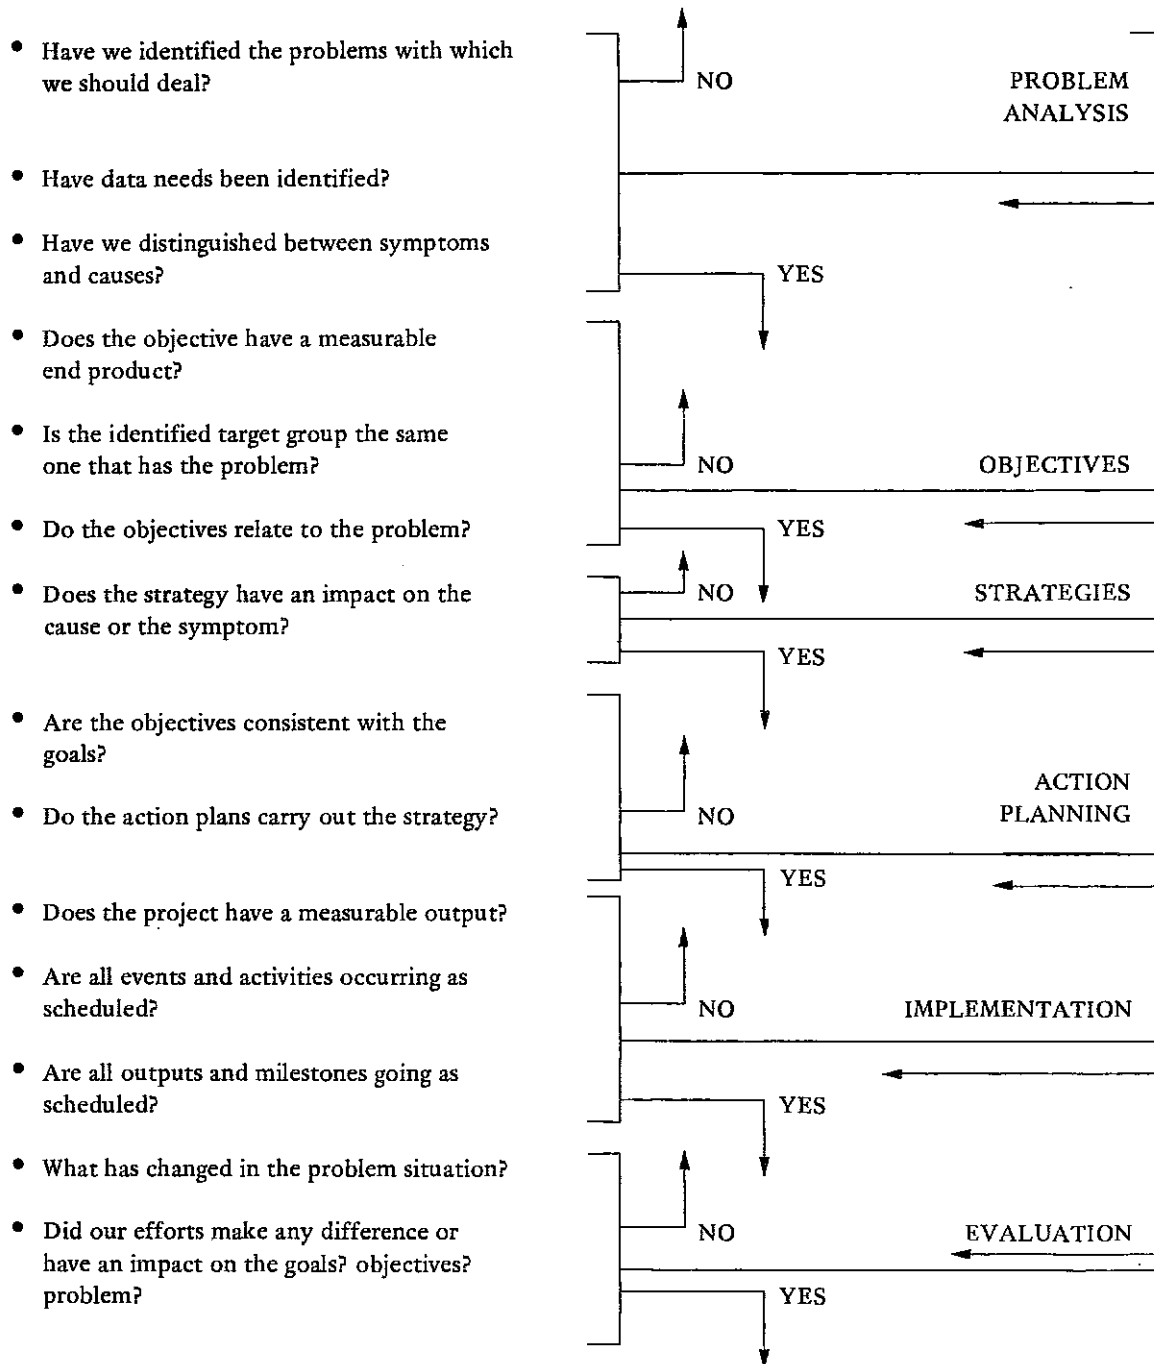 • Have we identified the problems with which
we should deal?
NO
PROBLEM
ANALYSIS
• Have data needs been identified?
• Have we distinguished between symptoms
and causes?
YES
• Does the objective have a measurable
end product?
• Is the identified target group the same
one that has the problem?
NO
OBJECTIVES
• Do the objectives relate to the problem?
YES
• Does the strategy have an impact on the
cause or the symptom?
NO
STRATEGIES
YES
• Are the objectives consistent with the
goals?
• Do the action plans carry out the strategy?
NO
ACTION
PLANNING
YES
• Does the project have a measurable output?
• Are all events and activities occurring as
scheduled?
NO
IMPLEMENTATION
• Are all outputs and milestones going as
scheduled?
YES
• What has changed in the problem situation?
• Did our efforts make any difference or
have an impact on the goals? objectives?
problem?
NO
EVALUATION
YES